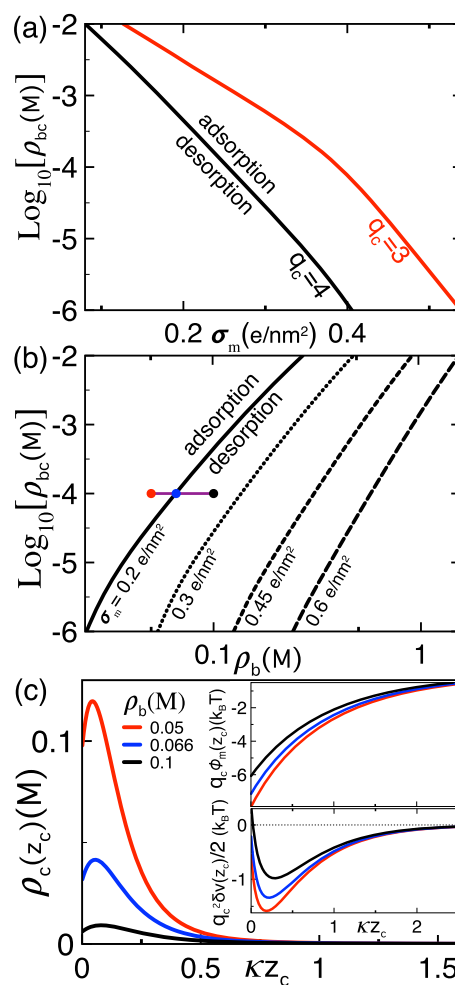 (a)
-2
-3
-4
-5
-6
Log₁₀[ρbc(M)]
adsorption
desorption
qc=4
qc=3
0.2 σm(e/nm²) 0.4
(b)
-2
-3
-4
-5
-6
Log₁₀[ρbc(M)]
adsorption
desorption
σm = 0.2 e/nm²
0.3 e/nm²
0.45 e/nm²
0.6 e/nm²
0.1 ρb(M) 1
(c)
ρb(M)
0.05
0.066
0.1
0.1
0
ρc(zc)(M)
0 0.5 1 1.5
κzc
-2
-4
-6
qcϕm(zc)(kBT)
0
-1
qc²δν(zc)/2 (kBT)
0 1 2
κzc